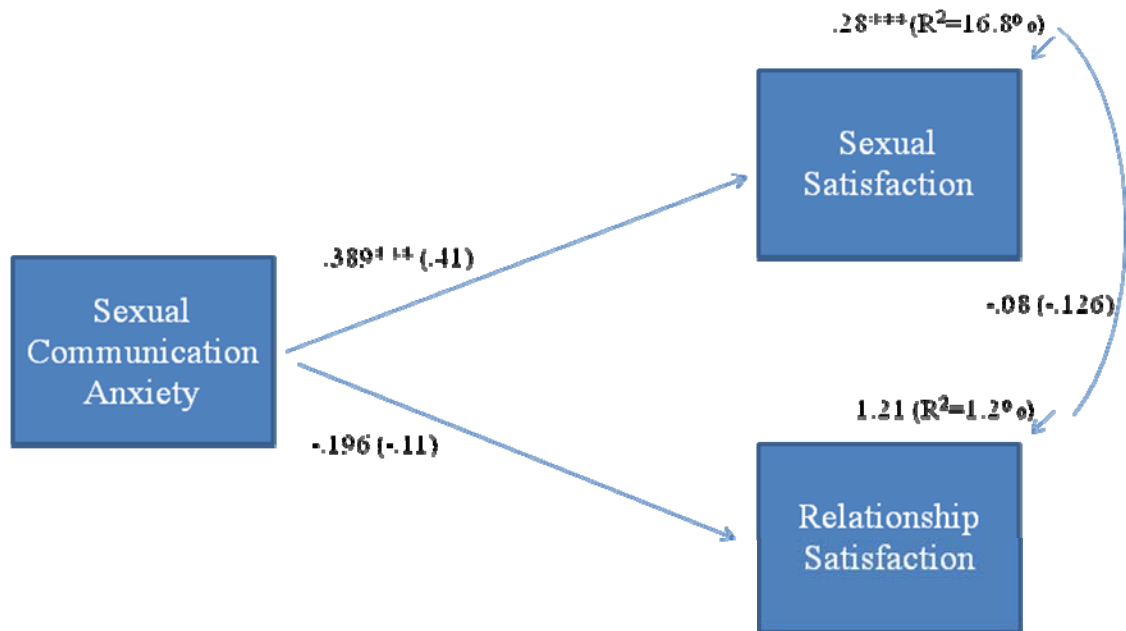 .28*** (R²=16.8%)
Sexual
Satisfaction
.389*** (.41)
-.08 (-.126)
Sexual
Communication
Anxiety
1.21 (R²=1.2%)
-.196 (-.11)
Relationship
Satisfaction